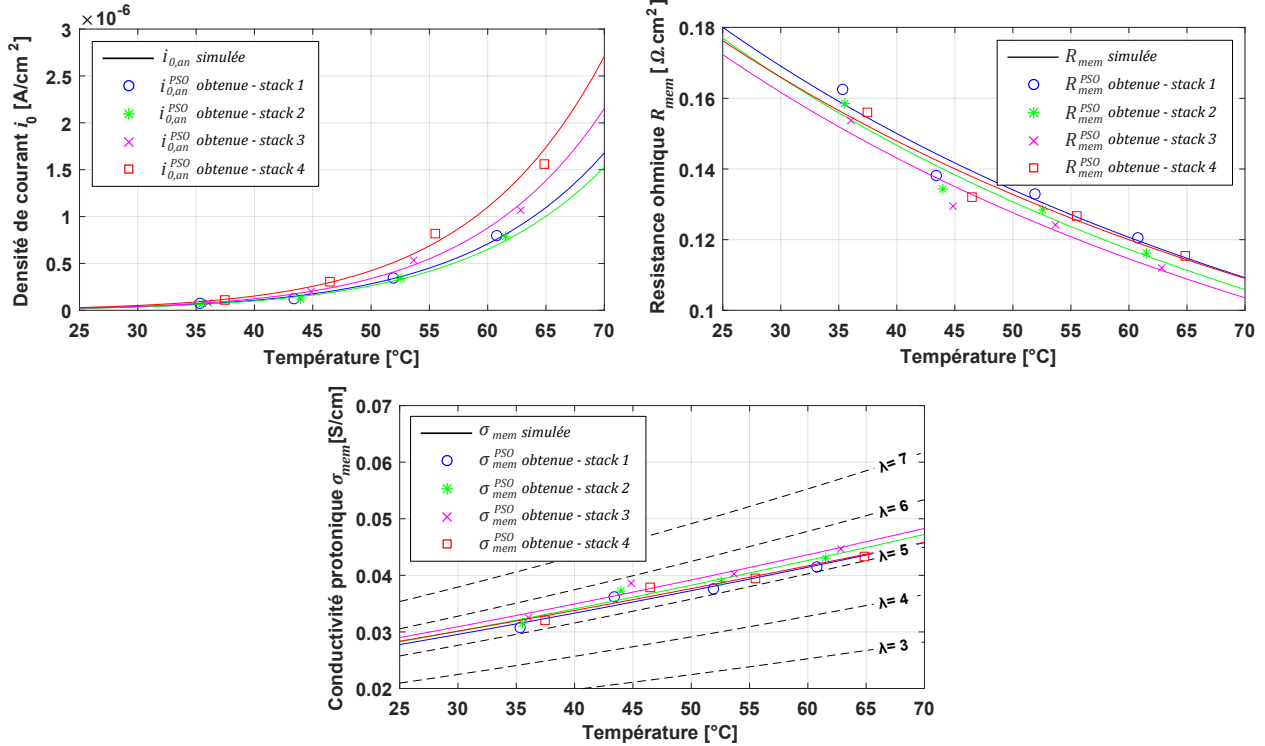 ×10⁻⁶
3
2.5
2
1.5
1
0.5
0
Densité de courant i₀ [A/cm²]
i₀,ₐₙ simulée
i₀,ₐₙ^PSO obtenue - stack 1
i₀,ₐₙ^PSO obtenue - stack 2
i₀,ₐₙ^PSO obtenue - stack 3
i₀,ₐₙ^PSO obtenue - stack 4
25 30 35 40 45 50 55 60 65 70
Température [°C]
0.18
0.16
0.14
0.12
0.1
Resistance ohmique R_mem [Ω.cm²]
R_mem simulée
R_mem^PSO obtenue - stack 1
R_mem^PSO obtenue - stack 2
R_mem^PSO obtenue - stack 3
R_mem^PSO obtenue - stack 4
25 30 35 40 45 50 55 60 65 70
Température [°C]
0.07
0.06
0.05
0.04
0.03
0.02
Conductivité protonique σ_mem[S/cm]
σ_mem simulée
σ_mem^PSO obtenue - stack 1
σ_mem^PSO obtenue - stack 2
σ_mem^PSO obtenue - stack 3
σ_mem^PSO obtenue - stack 4
λ= 7
λ= 6
λ= 5
λ= 4
λ= 3
25 30 35 40 45 50 55 60 65 70
Température [°C]